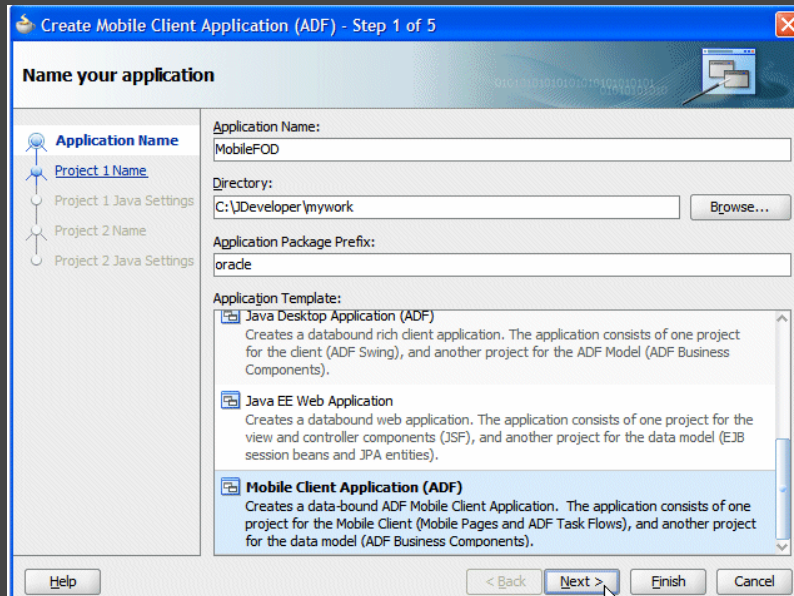 Create Mobile Client Application (ADF) - Step 1 of 5
Name your application
Application Name
Project 1 Name
Project 1 Java Settings
Project 2 Name
Project 2 Java Settings
Application Name:
MobileFOD
Directory:
C:\JDeveloper\mywork
Browse...
Application Package Prefix:
oracle
Application Template:
Java Desktop Application (ADF)
Creates a databound rich client application. The application consists of one project
for the client (ADF Swing), and another project for the ADF Model (ADF Business
Components).
Java EE Web Application
Creates a databound web application. The application consists of one project for the
view and controller components (JSF), and another project for the data model (EJB
session beans and JPA entities).
Mobile Client Application (ADF)
Creates a data-bound ADF Mobile Client Application. The application consists of one
project for the Mobile Client (Mobile Pages and ADF Task Flows), and another project
for the data model (ADF Business Components).
Help
< Back
Next >
Finish
Cancel